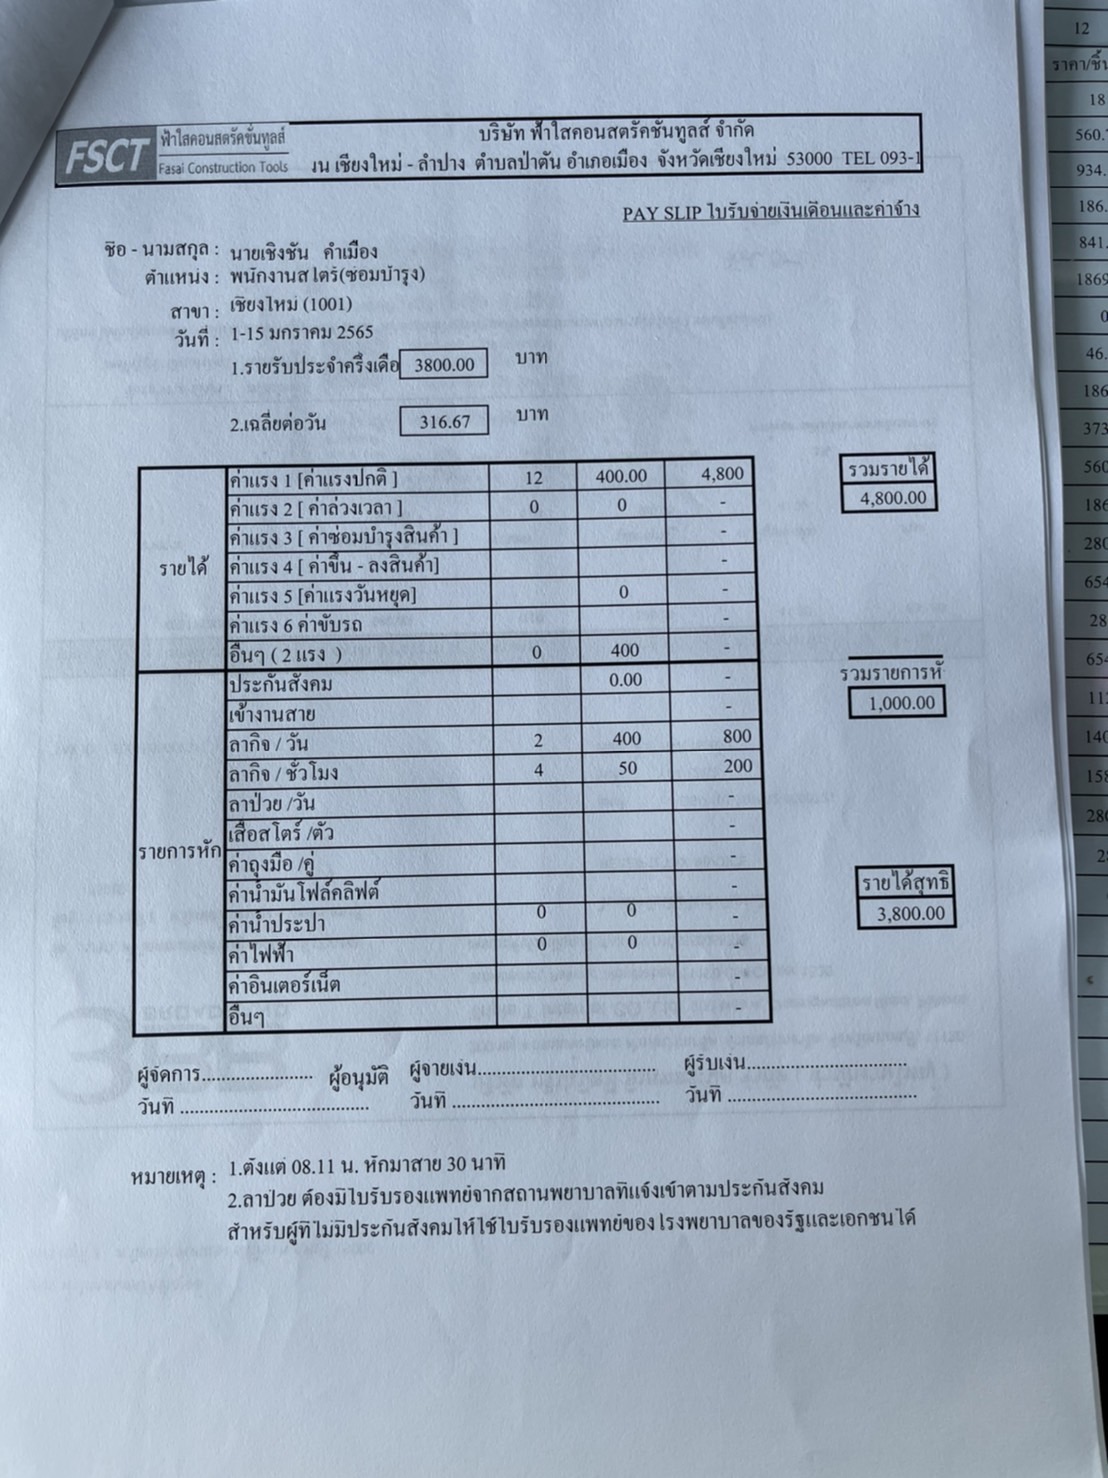 FSCT ฟ้าใสคอนสตรัคชั่นทูลส์ บริษัท ฟ้าใสคอนสตรัคชันทูลส์ จำกัด
Fasai Construction Tools เชียงใหม่ - ลำปาง ตำบลป่าตัน อำเภอเมือง จังหวัดเชียงใหม่ 53000 TEL 093-1
PAY SLIP ใบรับจ่ายเงินเดือนและค่าจ้าง
ชื่อ - นามสกุล : นายเชิงชัน คำเมือง
ตำแหน่ง : พนักงานสโตร์(ซ่อมบำรุง)
สาขา : เชียงใหม่ (1001)
วันที่ : 1-15 มกราคม 2565
1.รายรับประจำครึ่งเดือ 3800.00 บาท
2.เฉลี่ยต่อวัน 316.67 บาท
รายได้
ค่าแรง 1 [ค่าแรงปกติ ] 12 400.00 4,800
ค่าแรง 2 [ ค่าล่วงเวลา ] 0 0 -
ค่าแรง 3 [ ค่าซ่อมบำรุงสินค้า ] -
ค่าแรง 4 [ ค่าขึ้น - ลงสินค้า] -
ค่าแรง 5 [ค่าแรงวันหยุด] 0 -
ค่าแรง 6 ค่าขับรถ -
อื่นๆ ( 2 แรง ) 0 400 -
รวมรายได้
4,800.00
รายการหัก
ประกันสังคม 0.00 -
เข้างานสาย -
ลากิจ / วัน 2 400 800
ลากิจ / ชั่วโมง 4 50 200
ลาป่วย /วัน -
เสื้อสโตร์ /ตัว -
ค่าถุงมือ /คู่ -
ค่าน้ำมันโฟล์คลิฟต์ -
ค่าน้ำประปา 0 0 -
ค่าไฟฟ้า 0 0 -
ค่าอินเตอร์เน็ต -
อื่นๆ -
รวมรายการหั
1,000.00
รายได้สุทธิ
3,800.00
ผู้จัดการ.................... ผู้อนุมัติ ผู้จ่ายเงิน................................ ผู้รับเงิน.............................
วันที่ ................................... วันที่ ...................................... วันที่ ...................................
หมายเหตุ : 1.ตั้งแต่ 08.11 น. หักมาสาย 30 นาที
2.ลาป่วย ต้องมีใบรับรองแพทย์จากสถานพยาบาลที่แจ้งเข้าตามประกันสังคม
สำหรับผู้ที่ไม่มีประกันสังคมให้ใช้ใบรับรองแพทย์ของโรงพยาบาลของรัฐและเอกชนได้
12
ราคา/ชิ้น
18
560.
934.
186.
841.
1869
0
46.
186
373
560
186
280
654
28
654
112
140
158
280